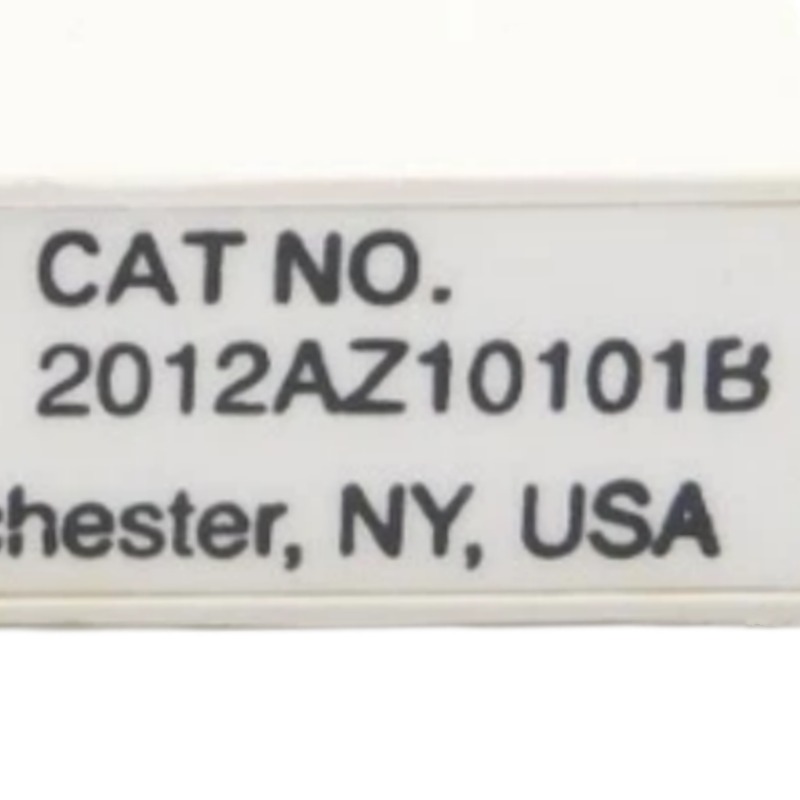 CAT NO.
2012AZ10101B
chester, NY, USA